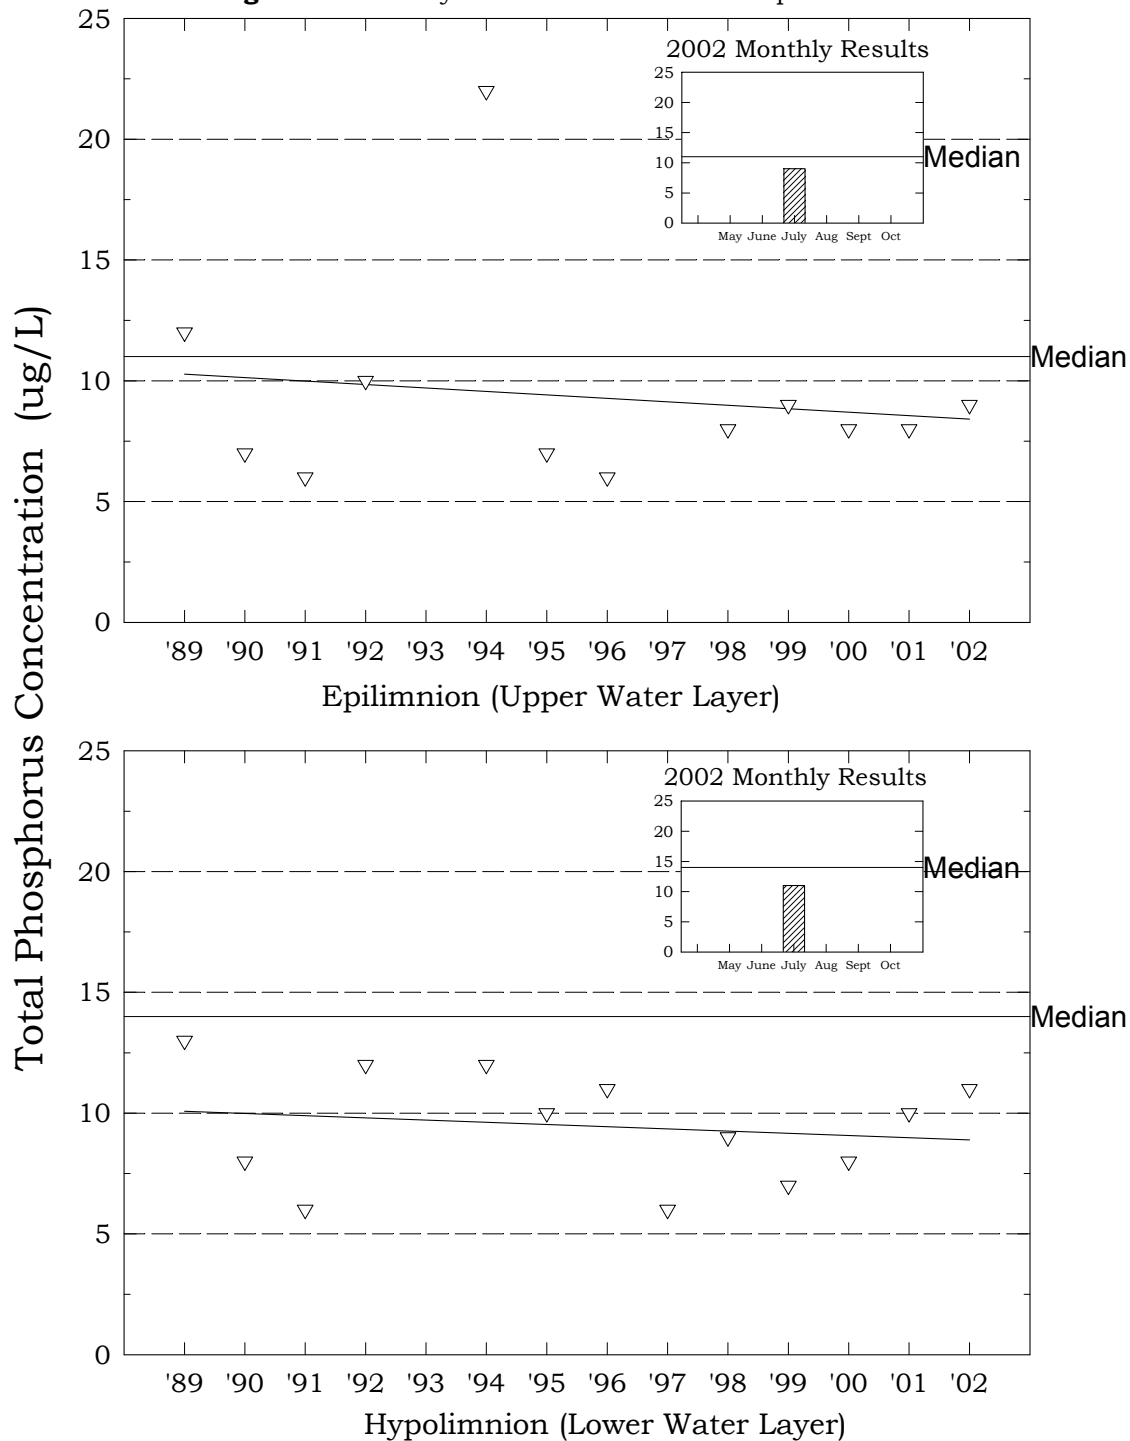 Total Phosphorus Concentration (ug/L)
25
20
15
10
5
0
2002 Monthly Results
25
20
15
10
5
0
May June July Aug Sept Oct
Median
Median
'89 '90 '91 '92 '93 '94 '95 '96 '97 '98 '99 '00 '01 '02
Epilimnion (Upper Water Layer)
25
20
15
10
5
0
2002 Monthly Results
25
20
15
10
5
0
May June July Aug Sept Oct
Median
Median
'89 '90 '91 '92 '93 '94 '95 '96 '97 '98 '99 '00 '01 '02
Hypolimnion (Lower Water Layer)